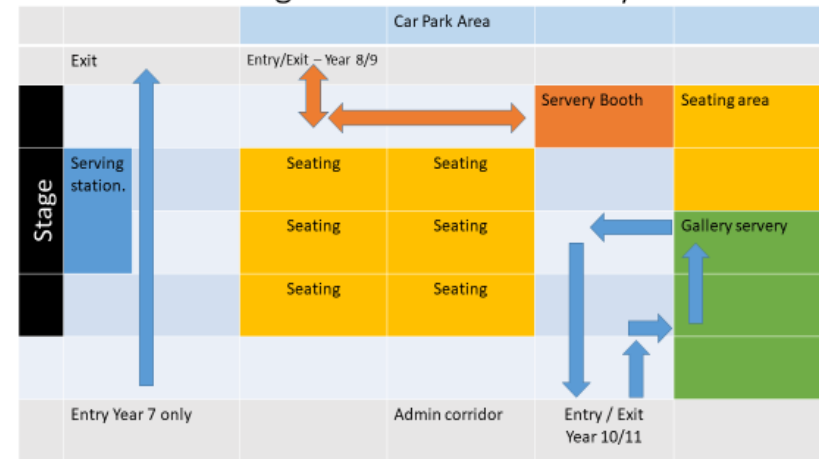 Car Park Area
Exit
Entry/Exit – Year 8/9
Servery Booth
Seating area
Stage
Serving
station.
Seating
Seating
Seating
Seating
Gallery servery
Seating
Seating
Entry Year 7 only
Admin corridor
Entry / Exit
Year 10/11